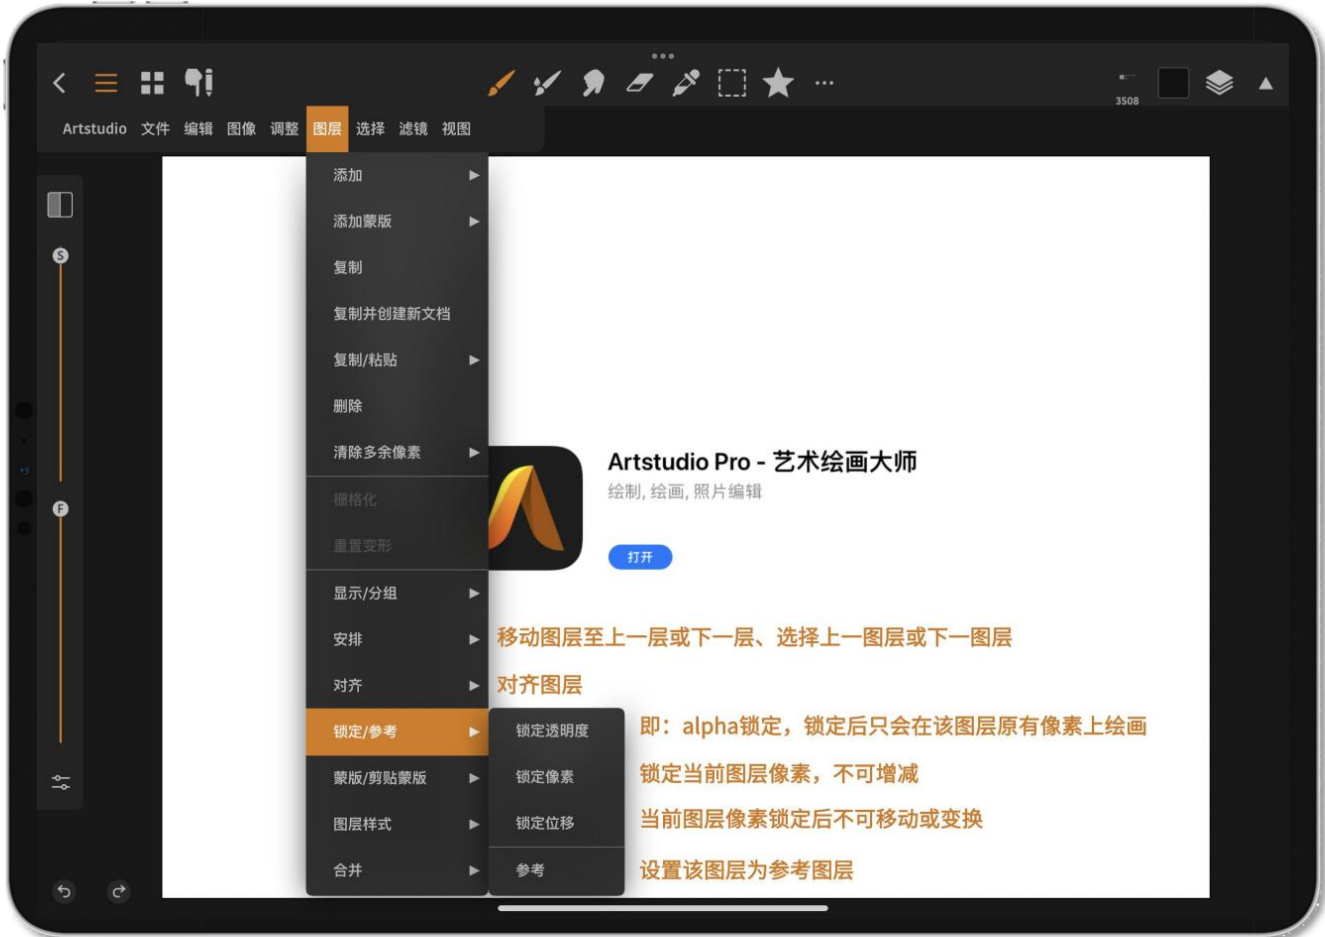 3508
Artstudio 文件 编辑 图像 调整 图层 选择 滤镜 视图
添加
添加蒙版
S
复制
复制并创建新文档
复制/粘贴
删除
清除多余像素
Artstudio Pro - 艺术绘画大师
绘制, 绘画, 照片编辑
栅格化
F
重置变形
打开
显示/分组
安排
移动图层至上一层或下一层、选择上一图层或下一图层
对齐
对齐图层
锁定/参考
锁定透明度
即：alpha锁定，锁定后只会在该图层原有像素上绘画
蒙版/剪贴蒙版
锁定像素
锁定当前图层像素，不可增减
图层样式
锁定位移
当前图层像素锁定后不可移动或变换
合并
参考
设置该图层为参考图层